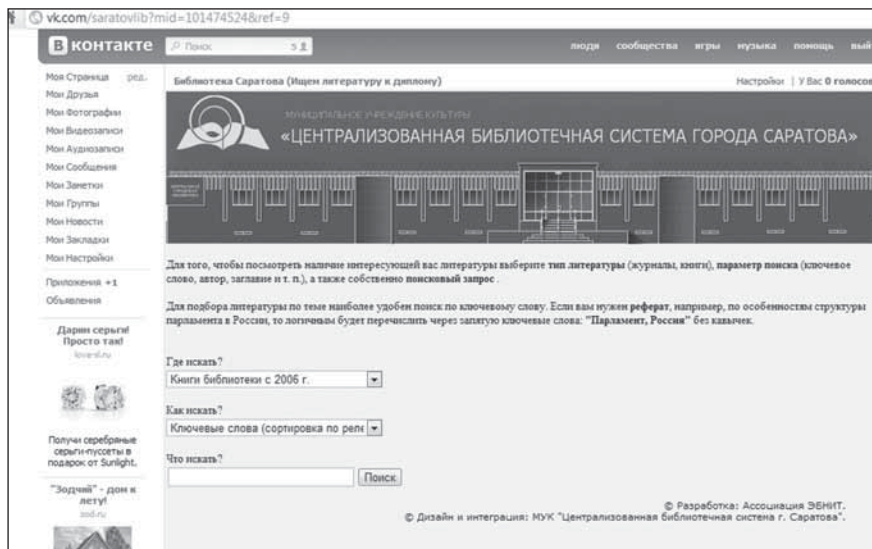 vk.com/saratovlib?mid=101474524&ref=9
В контакте
Поиск
люди сообщества игры музыка помощь
Моя Страница ред.
Мои Друзья
Мои Фотографии
Мои Видеозаписи
Мои Аудиозаписи
Мои Сообщения
Мои Заметки
Мои Группы
Мои Новости
Мои Закладки
Мои Настройки
Приложения +1
Объявления
Дарим серьги!
Просто так!
Получи серебряные
серьги-пуссеты в
подарок от Sunlight.
"Зодчий" - дом к
лету!
zod.ru
Библиотека Саратова (Ищем литературу к диплому)
Настройки | У Вас 0 голосов
МУНИЦИПАЛЬНОЕ УЧРЕЖДЕНИЕ КУЛЬТУРЫ
«ЦЕНТРАЛИЗОВАННАЯ БИБЛИОТЕЧНАЯ СИСТЕМА ГОРОДА САРАТОВА»
Для того, чтобы посмотреть наличие интересующей вас литературы выберите тип литературы (журналы, книги), параметр поиска (ключевое
слово, автор, заглавие и т. п.), а также собственно поисковый запрос .
Для подбора литературы по теме наиболее удобен поиск по ключевому слову. Если вам нужен реферат, например, по особенностям структуры
парламента в России, то логичным будет перечислить через запятую ключевые слова: "Парламент, Россия" без кавычек.
Где искать?
Книги библиотеки с 2006 г.
Как искать?
Ключевые слова (сортировка по реле
Что искать?
Поиск
© Разработка: Ассоциация ЭБНИТ.
© Дизайн и интеграция: МУК "Централизованная библиотечная система г. Саратова".